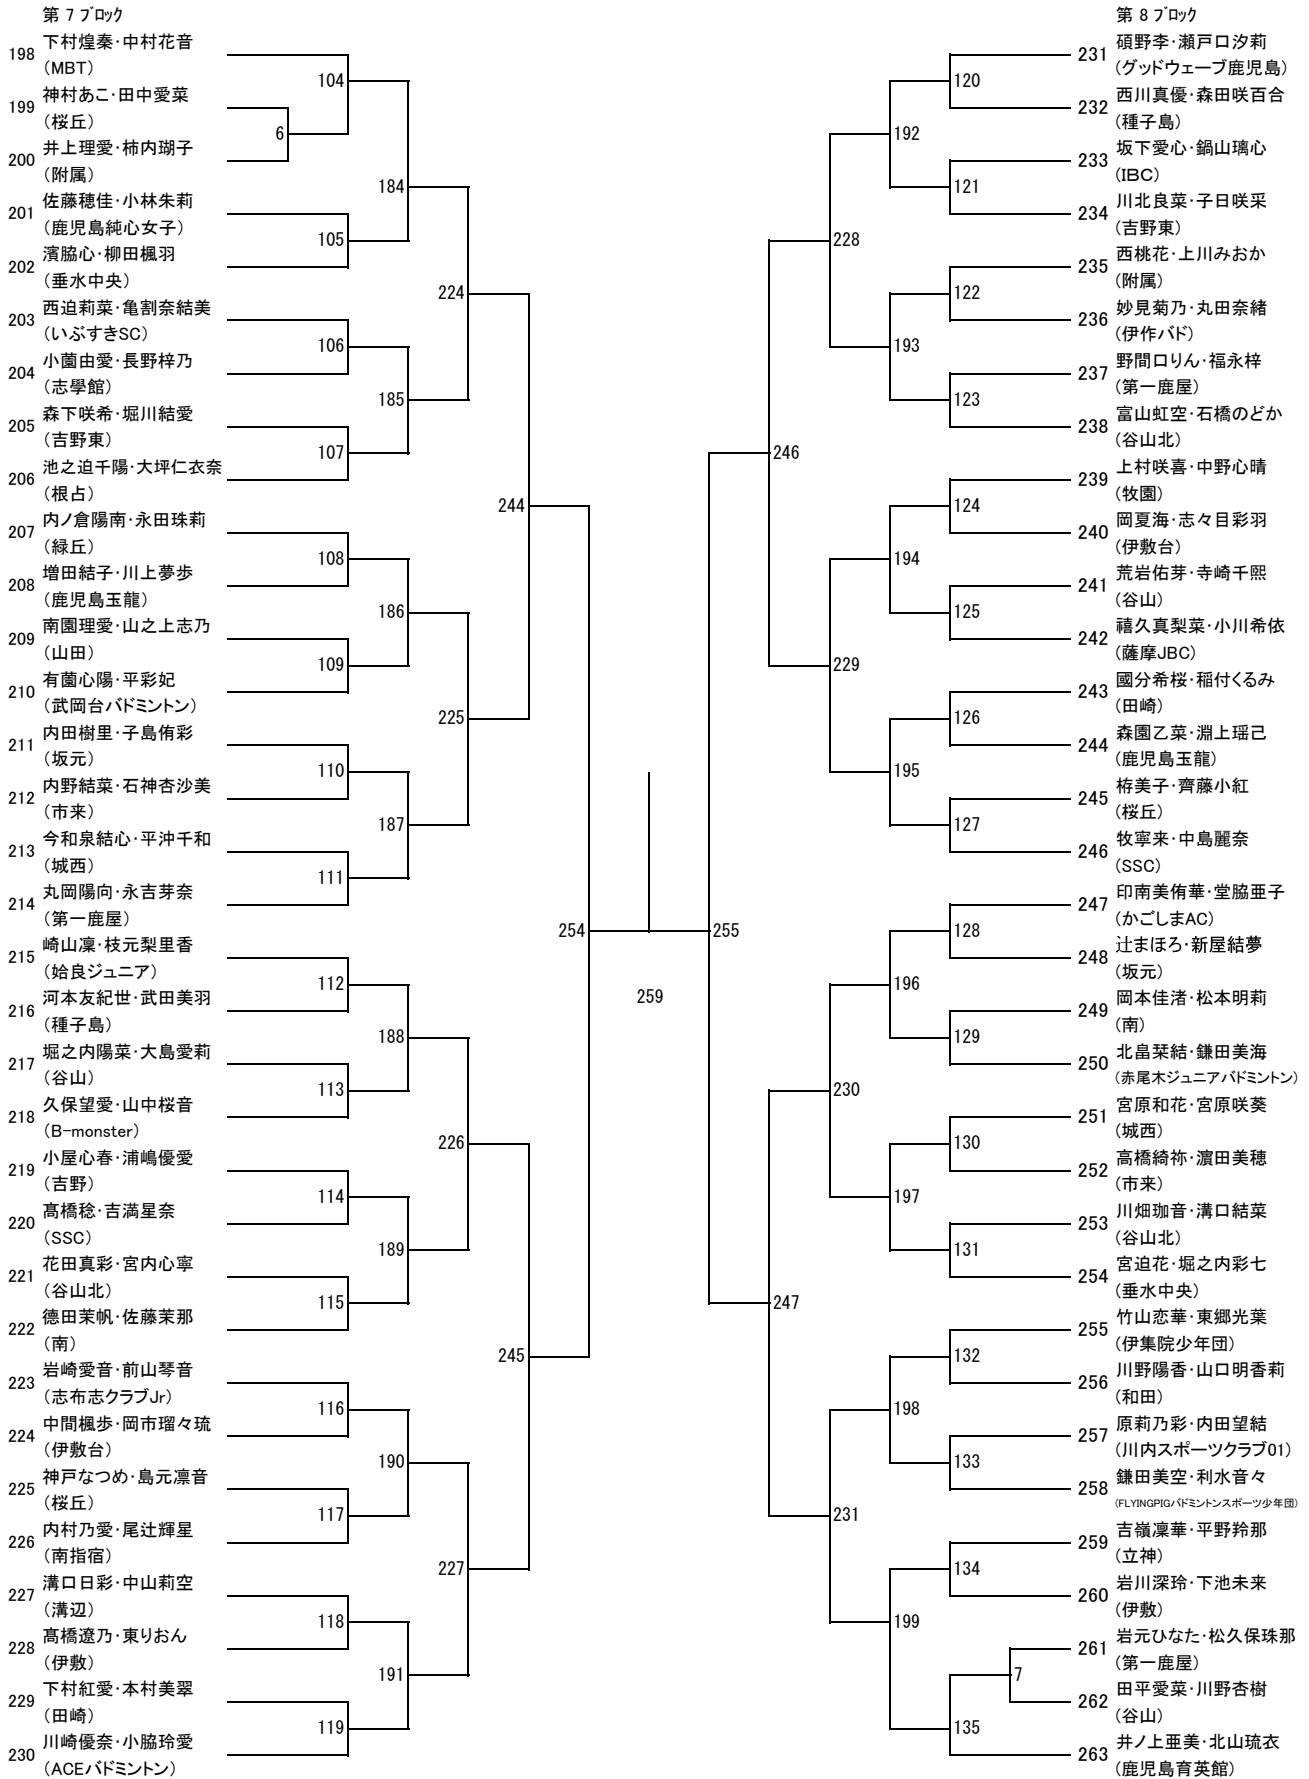 第 7 ブロック
198 下村煌秦・中村花音
(MBT)
104
199 神村あこ・田中愛菜
(桜丘)
6
200 井上理愛・柿内瑚子
(附属)
184
201 佐藤穂佳・小林朱莉
(鹿児島純心女子)
105
202 濱脇心・柳田楓羽
(垂水中央)
224
203 西迫莉菜・亀割奈結美
(いぶすきSC)
106
204 小薗由愛・長野梓乃
(志學館)
185
205 森下咲希・堀川結愛
(吉野東)
107
206 池之迫千陽・大坪仁衣奈
(根占)
244
207 内ノ倉陽南・永田珠莉
(緑丘)
108
208 増田結子・川上夢歩
(鹿児島玉龍)
186
209 南園理愛・山之上志乃
(山田)
109
210 有薗心陽・平彩妃
(武岡台バドミントン)
225
211 内田樹里・子島侑彩
(坂元)
110
212 内野結菜・石神杏沙美
(市来)
187
213 今和泉結心・平沖千和
(城西)
111
214 丸岡陽向・永吉芽奈
(第一鹿屋)
254
215 崎山凜・枝元梨里香
(姶良ジュニア)
112
216 河本友紀世・武田美羽
(種子島)
188
217 堀之内陽菜・大島愛莉
(谷山)
113
218 久保望愛・山中桜音
(B-monster)
226
219 小屋心春・浦嶋優愛
(吉野)
114
220 髙橋稔・吉満星奈
(SSC)
189
221 花田真彩・宮内心寧
(谷山北)
115
222 德田茉帆・佐藤茉那
(南)
245
223 岩崎愛音・前山琴音
(志布志クラブJr)
116
224 中間楓歩・岡市瑠々琉
(伊敷台)
190
225 神戸なつめ・島元凛音
(桜丘)
117
226 内村乃愛・尾辻輝星
(南指宿)
227
227 溝口日彩・中山莉空
(溝辺)
118
228 髙橋遼乃・東りおん
(伊敷)
191
229 下村紅愛・本村美翠
(田崎)
119
230 川崎優奈・小脇玲愛
(ACEバドミントン)
259
第 8 ブロック
231 碩野李・瀬戸口汐莉
(グッドウェーブ鹿児島)
120
232 西川真優・森田咲百合
(種子島)
192
233 坂下愛心・鍋山璃心
(IBC)
121
234 川北良菜・子日咲采
(吉野東)
228
235 西桃花・上川みおか
(附属)
122
236 妙見菊乃・丸田奈緒
(伊作バド)
193
237 野間口りん・福永梓
(第一鹿屋)
123
238 富山虹空・石橋のどか
(谷山北)
246
239 上村咲喜・中野心晴
(牧園)
124
240 岡夏海・志々目彩羽
(伊敷台)
194
241 荒岩佑芽・寺崎千熙
(谷山)
125
242 禧久真梨菜・小川希依
(薩摩JBC)
229
243 國分希桜・稲付くるみ
(田崎)
126
244 森園乙菜・淵上瑶己
(鹿児島玉龍)
195
245 栫美子・齊藤小紅
(桜丘)
127
246 牧寧来・中島麗奈
(SSC)
255
247 印南美侑華・堂脇亜子
(かごしまAC)
128
248 辻まほろ・新屋結夢
(坂元)
196
249 岡本佳渚・松本明莉
(南)
129
250 北畠栞結・鎌田美海
(赤尾木ジュニアバドミントン)
230
251 宮原和花・宮原咲葵
(城西)
130
252 高橋綺祢・濵田美穂
(市来)
197
253 川畑珈音・溝口結菜
(谷山北)
131
254 宮迫花・堀之内彩七
(垂水中央)
247
255 竹山恋華・東郷光葉
(伊集院少年団)
132
256 川野陽香・山口明香莉
(和田)
198
257 原莉乃彩・内田望結
(川内スポーツクラブ01)
133
258 鎌田美空・利水音々
(FLYINGPIGバドミントンスポーツ少年団)
231
259 吉嶺凜華・平野羚那
(立神)
134
260 岩川深玲・下池未来
(伊敷)
199
261 岩元ひなた・松久保珠那
(第一鹿屋)
7
262 田平愛菜・川野杏樹
(谷山)
135
263 井ノ上亜美・北山琉衣
(鹿児島育英館)